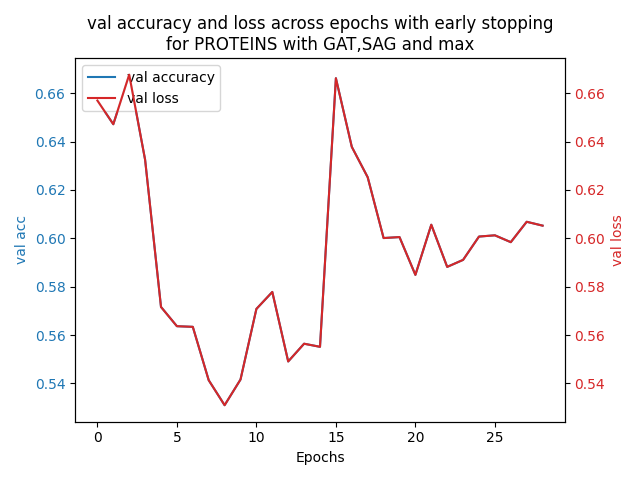 val accuracy and loss across epochs with early stopping
for PROTEINS with GAT,SAG and max
val accuracy
val loss
0.66
0.64
0.62
0.60
0.58
0.56
0.54
val acc
0.66
0.64
0.62
0.60
0.58
0.56
0.54
val loss
0
5
10
15
20
25
Epochs